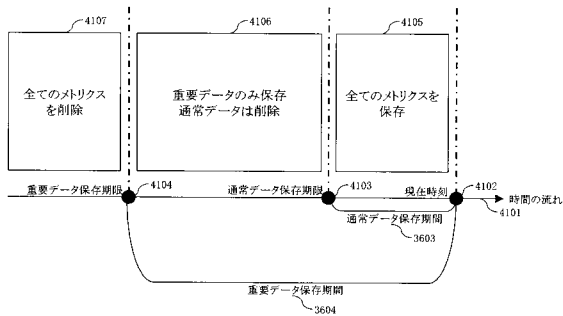 4107
4106
4105
全てのメトリクス
を削除
重要データのみ保存
通常データは削除
全てのメトリクスを
保存
重要データ保存期限
4104
通常データ保存期限
4103
現在時刻
4102
時間の流れ
4101
通常データ保存期間
3603
重要データ保存期間
3604